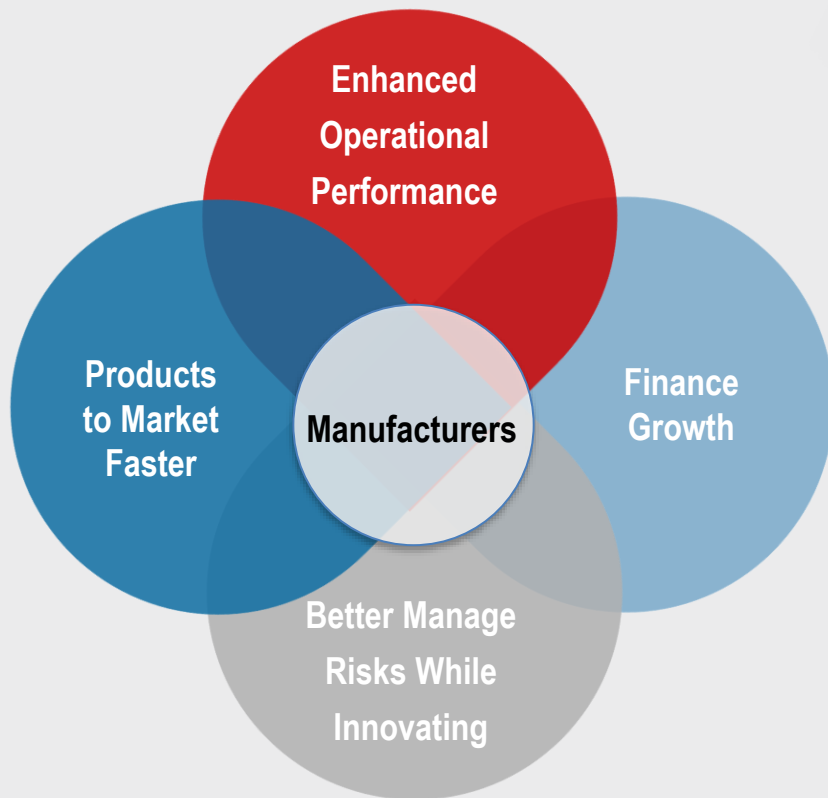 Enhanced
Operational
Performance
Products
to Market
Faster
Manufacturers
Finance
Growth
Better Manage
Risks While
Innovating